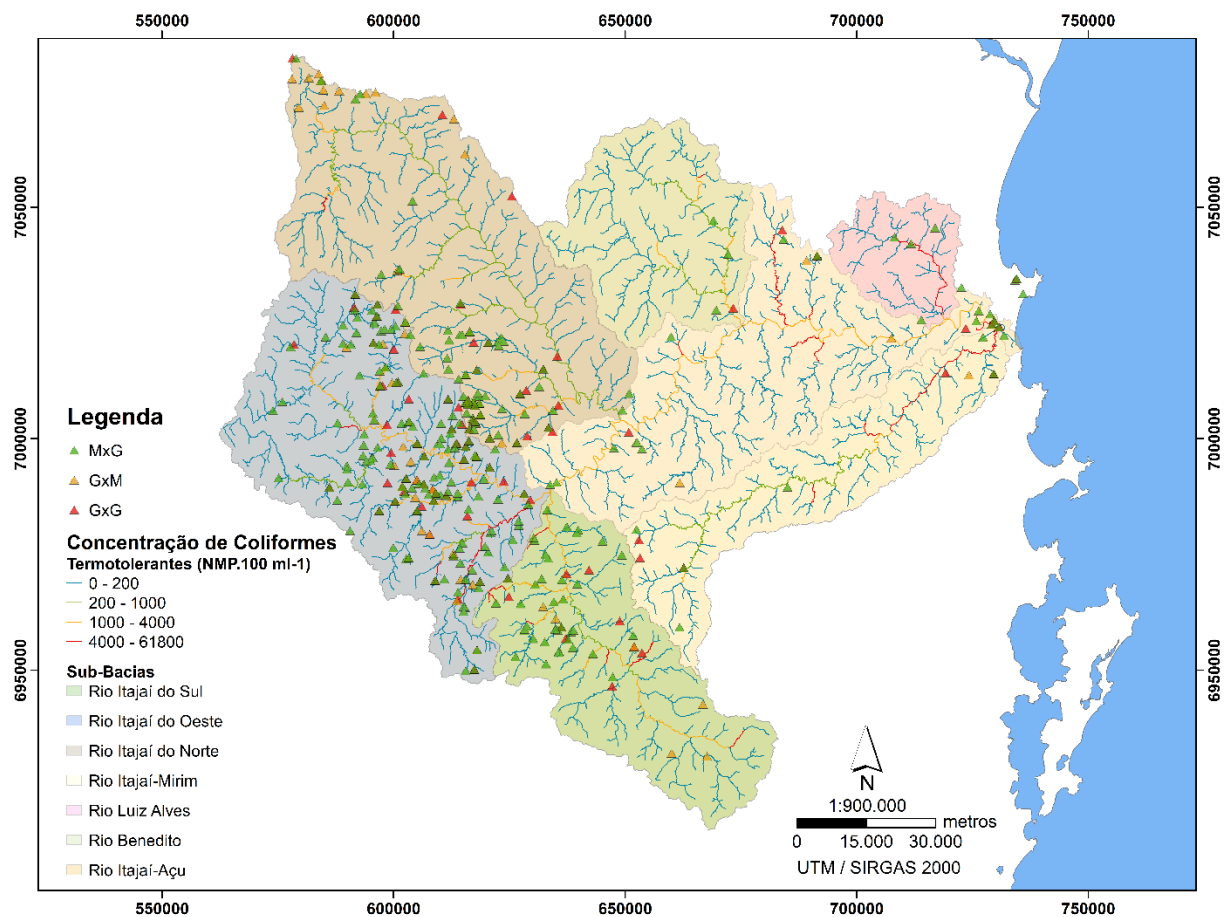 550000 600000 650000 700000 750000
7050000
7050000
7000000
7000000
6950000
6950000
Legenda
MxG
GxM
GxG
Concentração de Coliformes
Termotolerantes (NMP.100 ml-1)
0 - 200
200 - 1000
1000 - 4000
4000 - 61800
Sub-Bacias
Rio Itajaí do Sul
Rio Itajaí do Oeste
Rio Itajaí do Norte
Rio Itajaí-Mirim
Rio Luiz Alves
Rio Benedito
Rio Itajaí-Açu
N
1:900.000
metros
0 15.000 30.000
UTM / SIRGAS 2000
550000 600000 650000 700000 750000